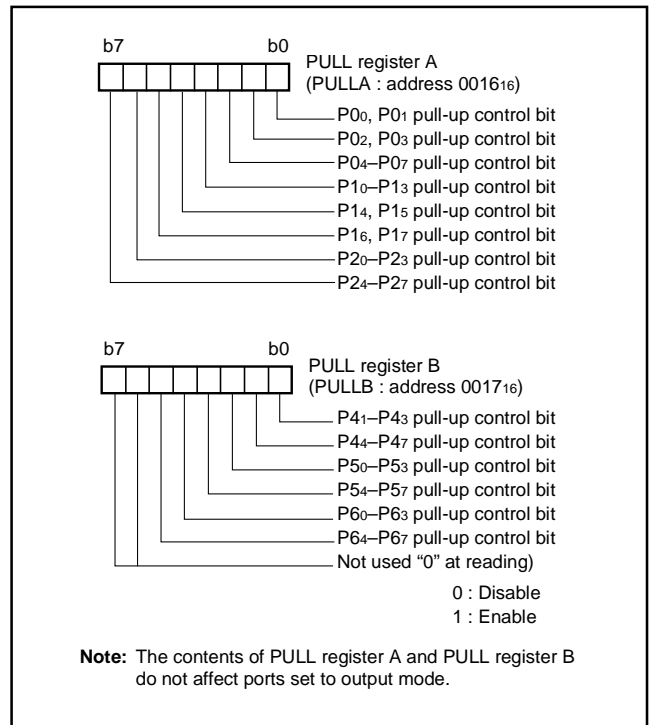 b7 b0
PULL register A
(PULLA : address 001616)
P00, P01 pull-up control bit
P02, P03 pull-up control bit
P04–P07 pull-up control bit
P10–P13 pull-up control bit
P14, P15 pull-up control bit
P16, P17 pull-up control bit
P20–P23 pull-up control bit
P24–P27 pull-up control bit
b7 b0
PULL register B
(PULLB : address 001716)
P41–P43 pull-up control bit
P44–P47 pull-up control bit
P50–P53 pull-up control bit
P54–P57 pull-up control bit
P60–P63 pull-up control bit
P64–P67 pull-up control bit
Not used “0” at reading)
0 : Disable
1 : Enable
Note: The contents of PULL register A and PULL register B
do not affect ports set to output mode.